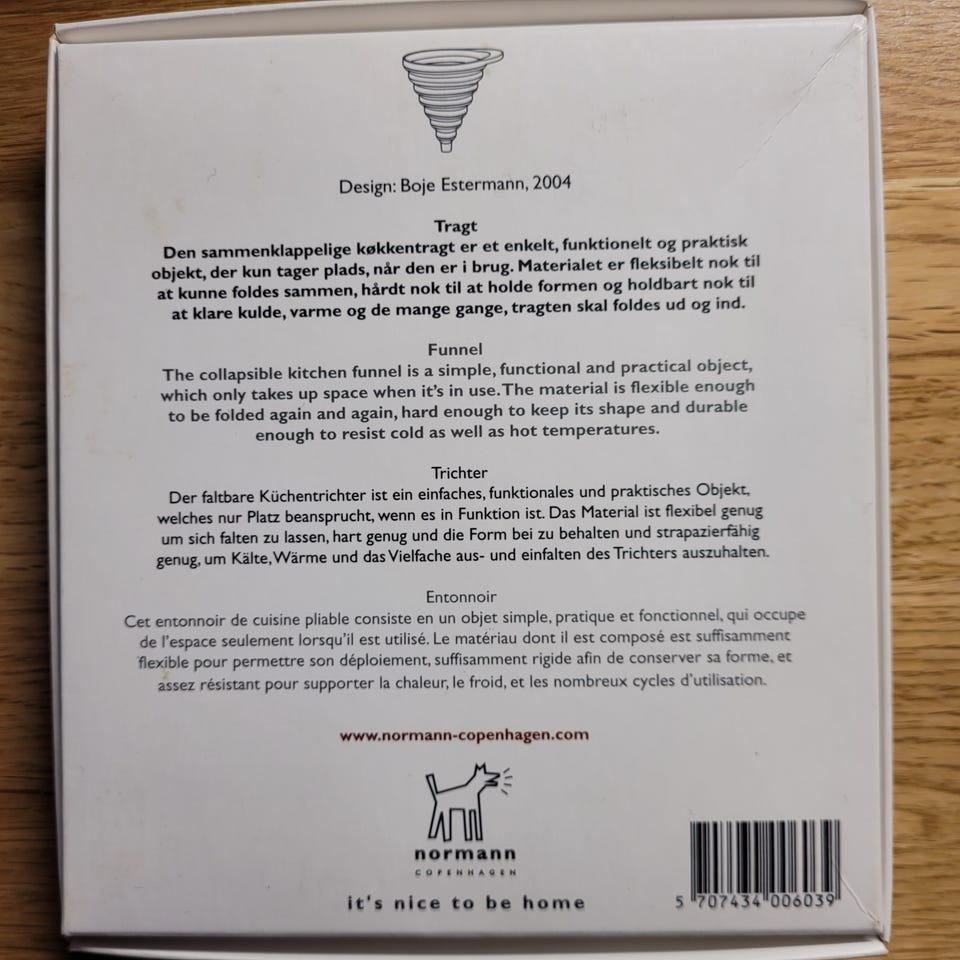 Design: Boje Estermann, 2004
Tragt
Den sammenklappelige køkkentragt er et enkelt, funktionelt og praktisk
objekt, der kun tager plads, når den er i brug. Materialet er fleksibelt nok til
at kunne foldes sammen, hårdt nok til at holde formen og holdbart nok til
at klare kulde, varme og de mange gange, tragten skal foldes ud og ind.
Funnel
The collapsible kitchen funnel is a simple, functional and practical object,
which only takes up space when it's in use. The material is flexible enough
to be folded again and again, hard enough to keep its shape and durable
enough to resist cold as well as hot temperatures.
Trichter
Der faltbare Küchentrichter ist ein einfaches, funktionales und praktisches Objekt,
welches nur Platz beansprucht, wenn es in Funktion ist. Das Material ist flexibel genug
um sich falten zu lassen, hart genug und die Form bei zu behalten und strapazierfähig
genug, um Kälte, Wärme und das Vielfache aus- und einfalten des Trichters auszuhalten.
Entonnoir
Cet entonnoir de cuisine pliable consiste en un objet simple, pratique et fonctionnel, qui occupe
de l'espace seulement lorsqu'il est utilisé. Le matériau dont il est composé est suffisamment
flexible pour permettre son déploiement, suffisamment rigide afin de conserver sa forme, et
assez résistant pour supporter la chaleur, le froid, et les nombreux cycles d'utilisation.
www.normann-copenhagen.com
normann
COPENHAGEN
it's nice to be home
5 707434 006039